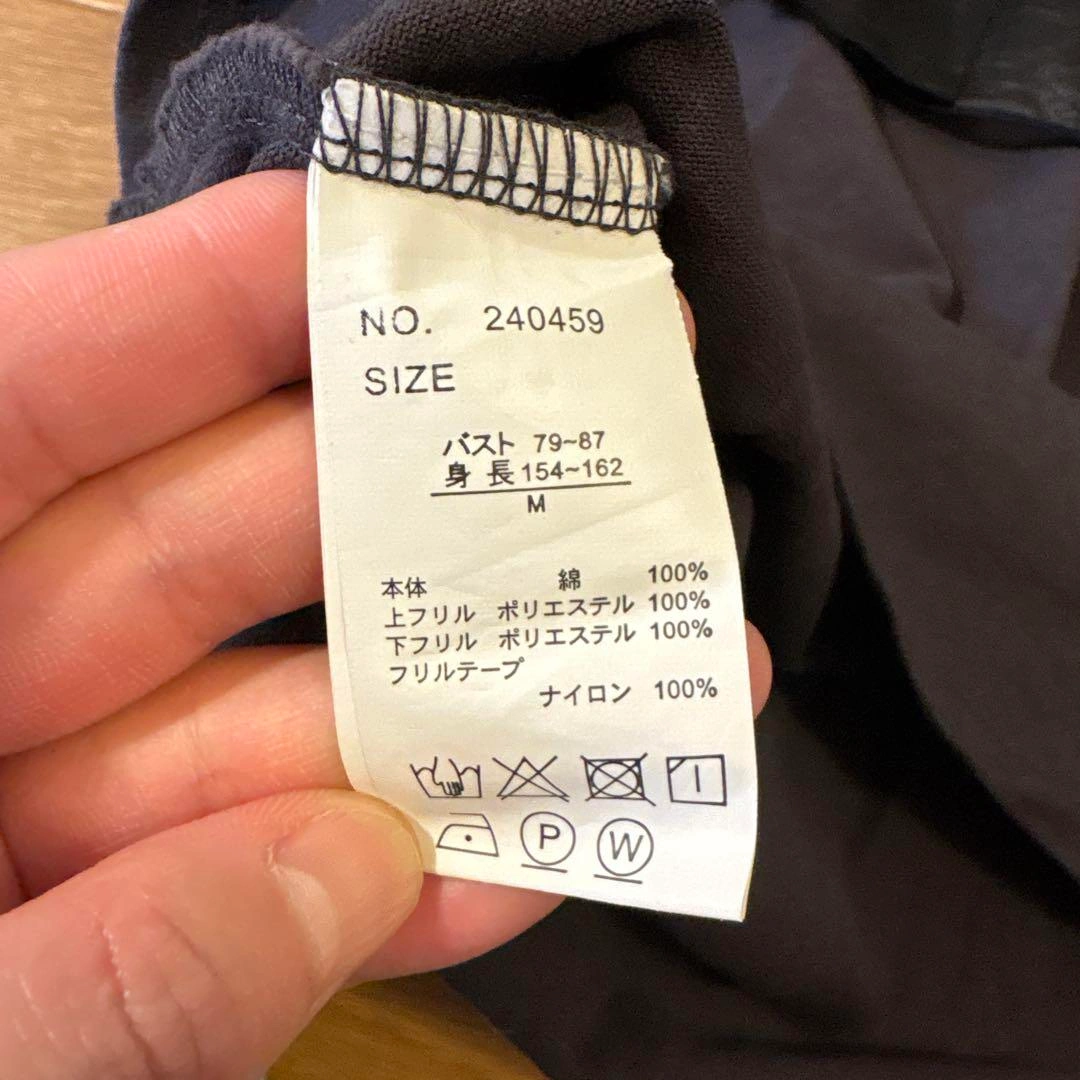 NO. 240459
SIZE
バスト 79~87
身 長 154~162
M
本体 綿 100%
上フリル ポリエステル 100%
下フリル ポリエステル 100%
フリルテープ
ナイロン 100%
P W